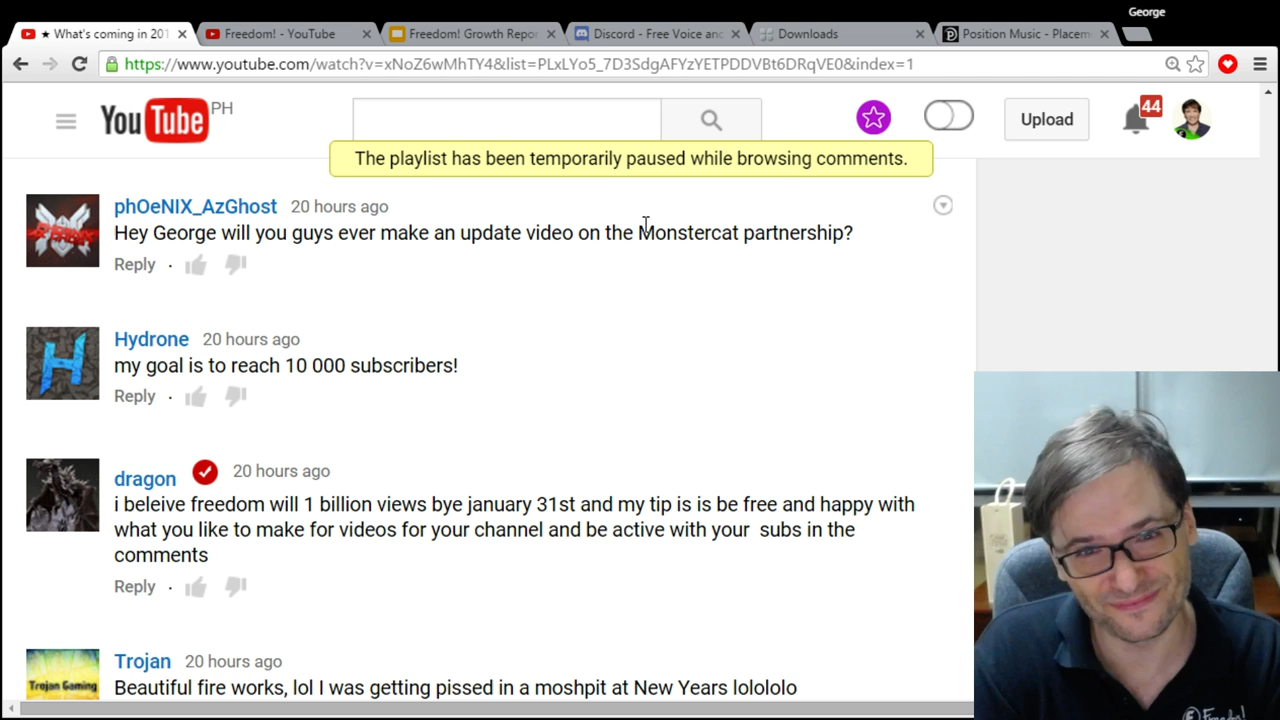 George
★ What's coming in 201
Freedom! - YouTube
Freedom! Growth Repor
Discord - Free Voice and
Downloads
Position Music - Placem
https://www.youtube.com/watch?v=xNoZ6wMhTY4&list=PLxLYo5_7D3SdgAFYzYETPDDVBt6DRqVE0&index=1
YouTube PH
Upload
44
The playlist has been temporarily paused while browsing comments.
phOeNIX_AzGhost 20 hours ago
Hey George will you guys ever make an update video on the Monstercat partnership?
Reply ·
Hydrone 20 hours ago
my goal is to reach 10 000 subscribers!
Reply ·
dragon 20 hours ago
i beleive freedom will 1 billion views bye january 31st and my tip is is be free and happy with
what you like to make for videos for your channel and be active with your subs in the
comments
Reply ·
Trojan 20 hours ago
Trojan Gaming
Beautiful fire works, lol I was getting pissed in a moshpit at New Years lolololo
Freedom!